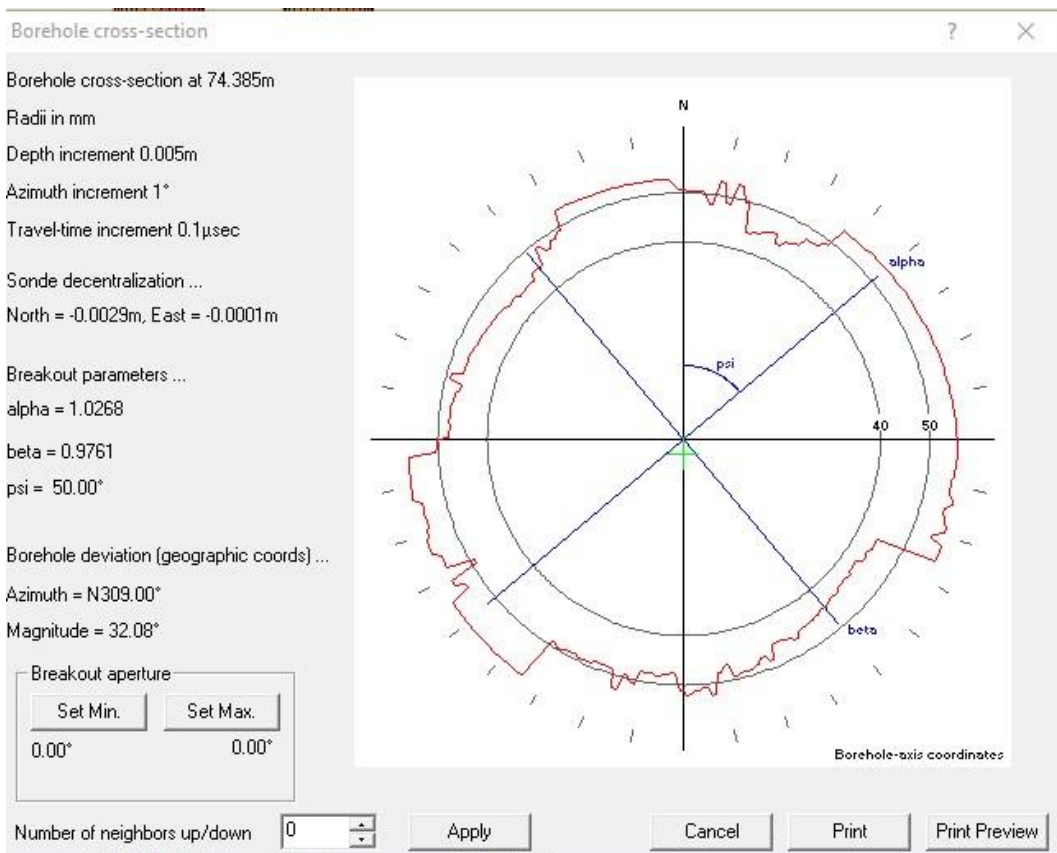 Borehole cross-section
?
Borehole cross-section at 74.385m
Radii in mm
Depth increment 0.005m
Azimuth increment 1°
Travel-time increment 0.1µsec
Sonde decentralization ...
North = -0.0029m, East = -0.0001m
Breakout parameters ...
alpha = 1.0268
beta = 0.9761
psi = 50.00°
Borehole deviation (geographic coords) ...
Azimuth = N309.00°
Magnitude = 32.08°
Breakout aperture
Set Min. Set Max.
0.00° 0.00°
N
alpha
psi
40 50
beta
Borehole-axis coordinates
Number of neighbors up/down 0 Apply Cancel Print Print Preview